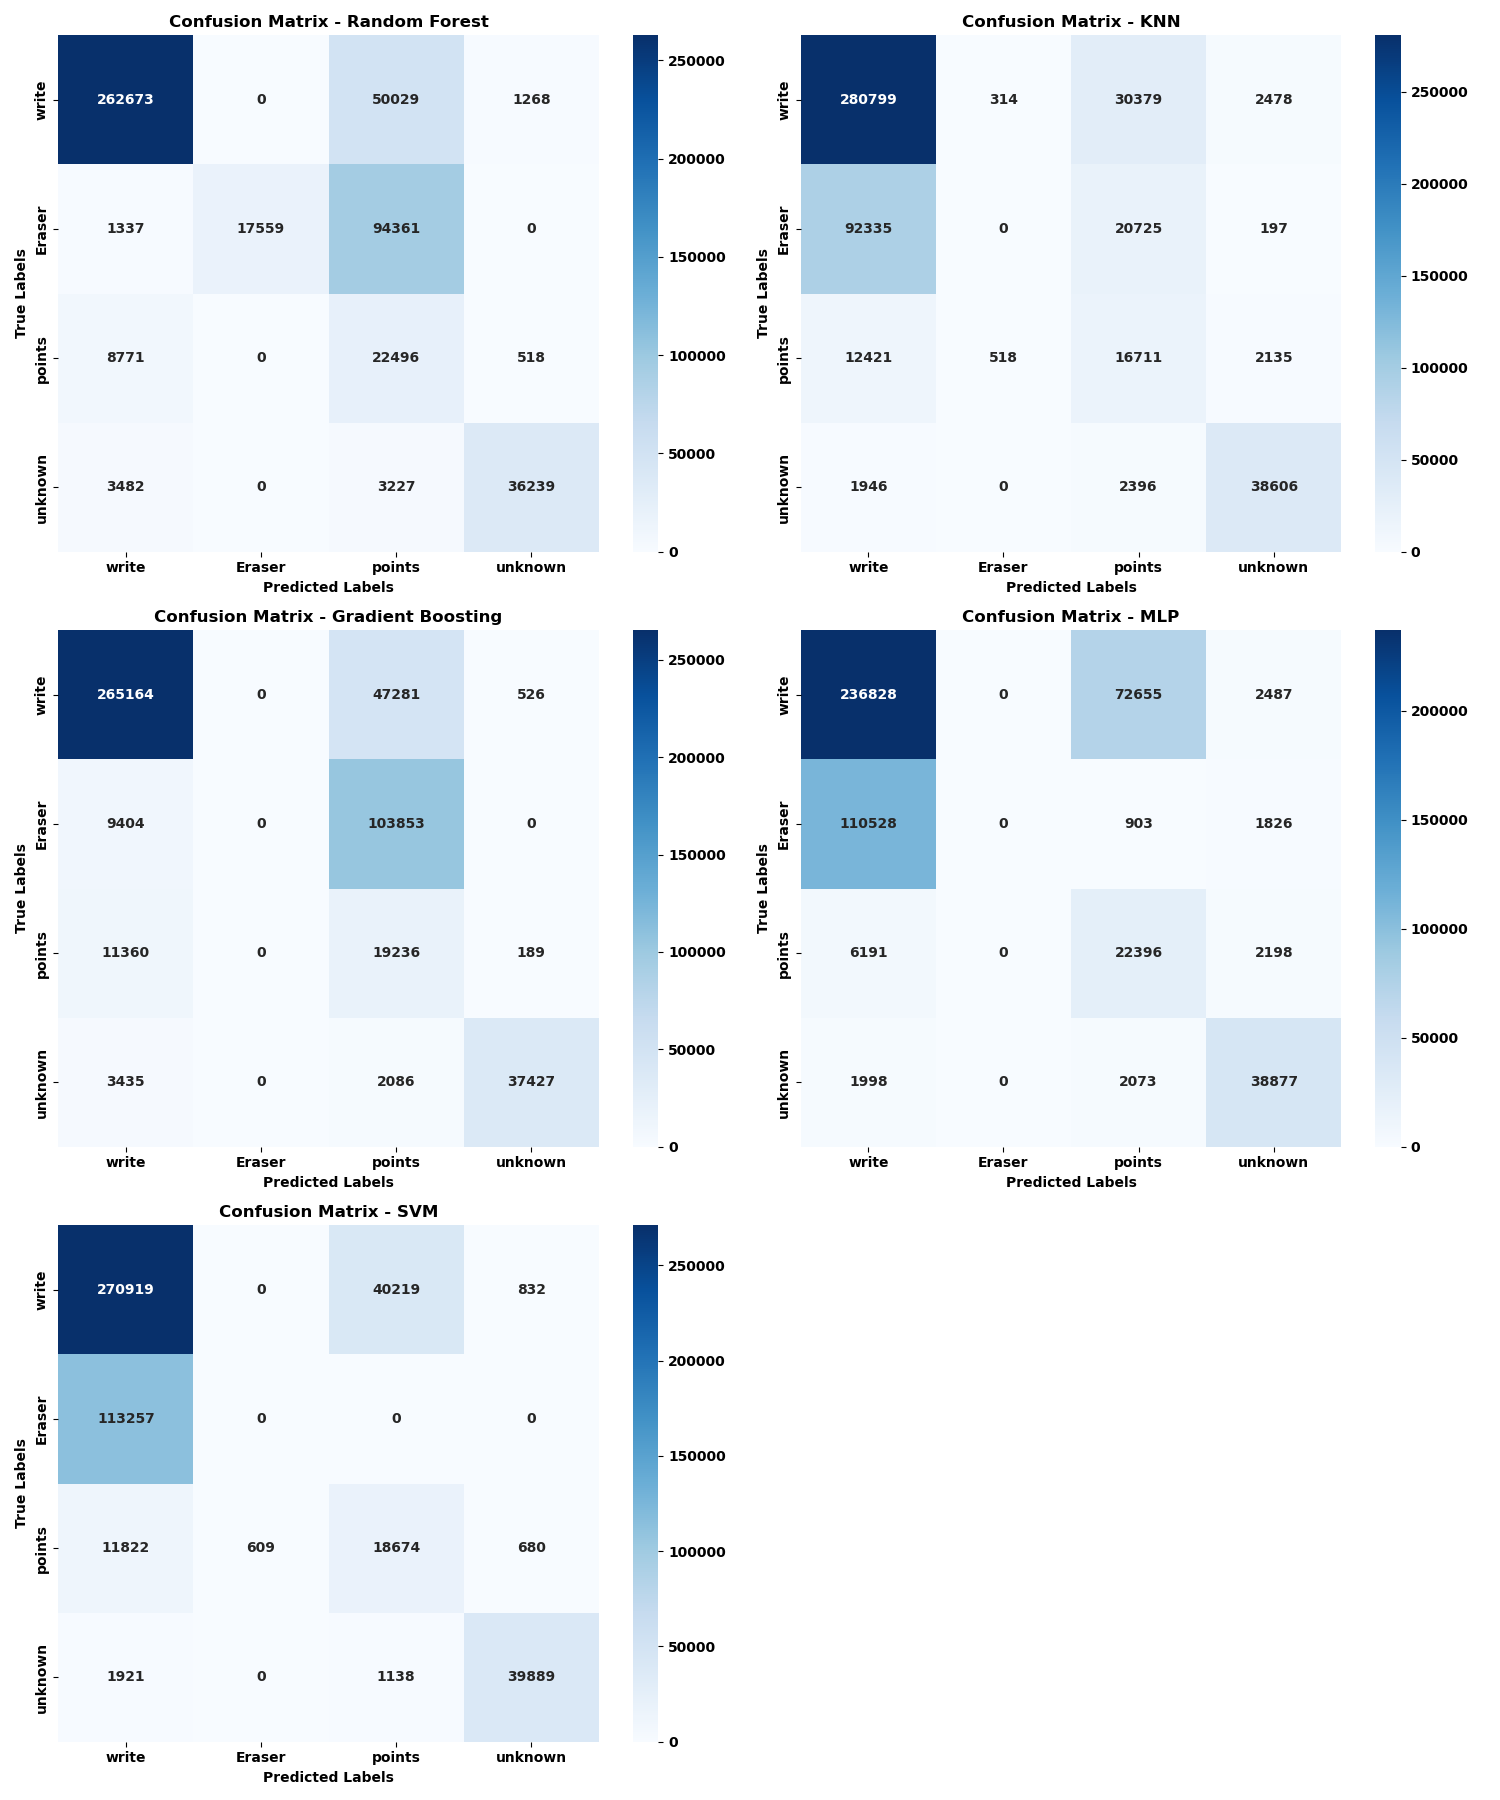 Confusion Matrix - Random Forest
262673 0 50029 1268
1337 17559 94361 0
8771 0 22496 518
3482 0 3227 36239
write
Eraser
points
unknown
True Labels
write Eraser points unknown
Predicted Labels
250000
200000
150000
100000
50000
0
Confusion Matrix - KNN
280799 314 30379 2478
92335 0 20725 197
12421 518 16711 2135
1946 0 2396 38606
write
Eraser
points
unknown
True Labels
write Eraser points unknown
Predicted Labels
250000
200000
150000
100000
50000
0
Confusion Matrix - Gradient Boosting
265164 0 47281 526
9404 0 103853 0
11360 0 19236 189
3435 0 2086 37427
write
Eraser
points
unknown
True Labels
write Eraser points unknown
Predicted Labels
250000
200000
150000
100000
50000
0
Confusion Matrix - MLP
236828 0 72655 2487
110528 0 903 1826
6191 0 22396 2198
1998 0 2073 38877
write
Eraser
points
unknown
True Labels
write Eraser points unknown
Predicted Labels
200000
150000
100000
50000
0
Confusion Matrix - SVM
270919 0 40219 832
113257 0 0 0
11822 609 18674 680
1921 0 1138 39889
write
Eraser
points
unknown
True Labels
write Eraser points unknown
Predicted Labels
250000
200000
150000
100000
50000
0